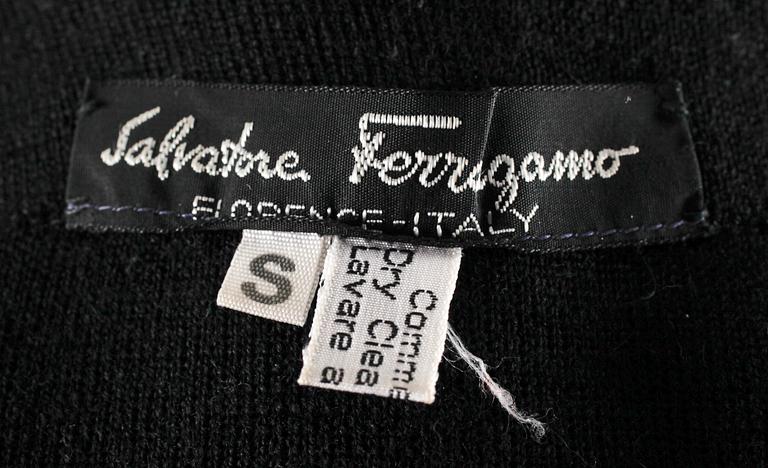 Salvatore Ferragamo
FLORENCE-ITALY
S
Comme
Dry Clea
Lavare a